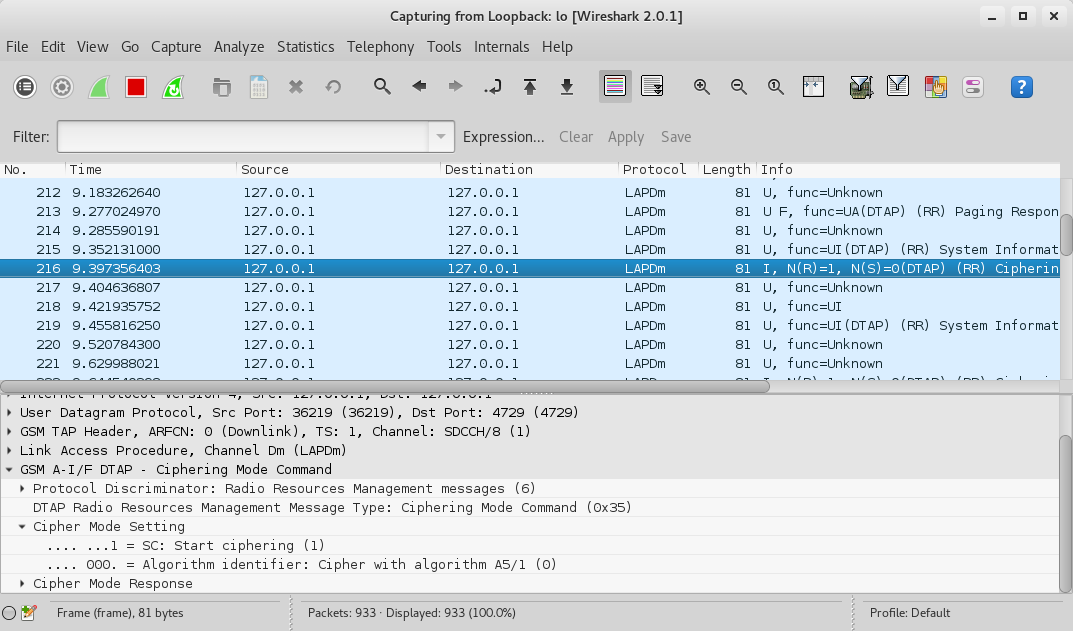 Capturing from Loopback: lo [Wireshark 2.0.1]
File Edit View Go Capture Analyze Statistics Telephony Tools Internals Help
Filter: Expression... Clear Apply Save
No. Time Source Destination Protocol Length Info
212 9.183262640 127.0.0.1 127.0.0.1 LAPDm 81 U, func=Unknown
213 9.277024970 127.0.0.1 127.0.0.1 LAPDm 81 U F, func=UA(DTAP) (RR) Paging Respon
214 9.285590191 127.0.0.1 127.0.0.1 LAPDm 81 U, func=Unknown
215 9.352131000 127.0.0.1 127.0.0.1 LAPDm 81 U, func=UI(DTAP) (RR) System Informat
216 9.397356403 127.0.0.1 127.0.0.1 LAPDm 81 I, N(R)=1, N(S)=0(DTAP) (RR) Cipherin
217 9.404636807 127.0.0.1 127.0.0.1 LAPDm 81 U, func=Unknown
218 9.421935752 127.0.0.1 127.0.0.1 LAPDm 81 U, func=UI
219 9.455816250 127.0.0.1 127.0.0.1 LAPDm 81 U, func=UI(DTAP) (RR) System Informat
220 9.520784300 127.0.0.1 127.0.0.1 LAPDm 81 U, func=Unknown
221 9.629988021 127.0.0.1 127.0.0.1 LAPDm 81 U, func=Unknown
Internet Protocol Version 4, Src: 127.0.0.1, Dst: 127.0.0.1
User Datagram Protocol, Src Port: 36219 (36219), Dst Port: 4729 (4729)
GSM TAP Header, ARFCN: 0 (Downlink), TS: 1, Channel: SDCCH/8 (1)
Link Access Procedure, Channel Dm (LAPDm)
GSM A-I/F DTAP - Ciphering Mode Command
Protocol Discriminator: Radio Resources Management messages (6)
DTAP Radio Resources Management Message Type: Ciphering Mode Command (0x35)
Cipher Mode Setting
.... ...1 = SC: Start ciphering (1)
.... 000. = Algorithm identifier: Cipher with algorithm A5/1 (0)
Cipher Mode Response
Frame (frame), 81 bytes Packets: 933 · Displayed: 933 (100.0%) Profile: Default